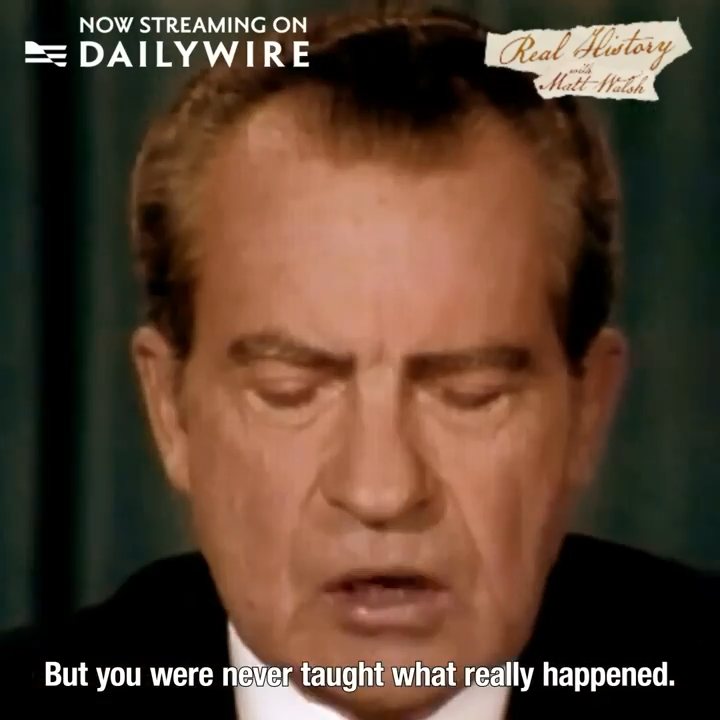 NOW STREAMING ON
DAILYWIRE
Real History
with
Matt Walsh
But you were never taught what really happened.